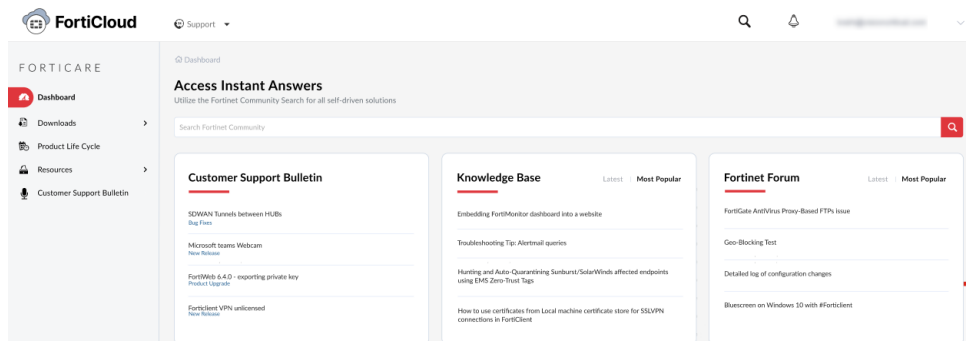 FortiCloud
Support
FORTICARE
Dashboard
Downloads
Product Life Cycle
Resources
Customer Support Bulletin
Dashboard
Access Instant Answers
Utilize the Fortinet Community Search for all self-driven solutions
Search Fortinet Community
Customer Support Bulletin
SDWAN Tunnels between HUBs
Bug Fixes
Microsoft teams Webcam
New Release
FortiWeb 6.4.0 - exporting private key
Product Upgrade
Forticlient VPN unlicensed
New Release
Knowledge Base
Latest | Most Popular
Embedding FortiMonitor dashboard into a website
Troubleshooting Tip: Alertmail queries
Hunting and Auto-Quarantining Sunburst/SolarWinds affected endpoints
using EMS Zero-Trust Tags
How to use certificates from Local machine certificate store for SSLVPN
connections in FortiClient
Fortinet Forum
Latest | Most Popular
FortiGate AntiVirus Proxy-Based FTPs Issue
Geo-Blocking Test
Detailed log of configuration changes
Bluescreen on Windows 10 with #Forticlient